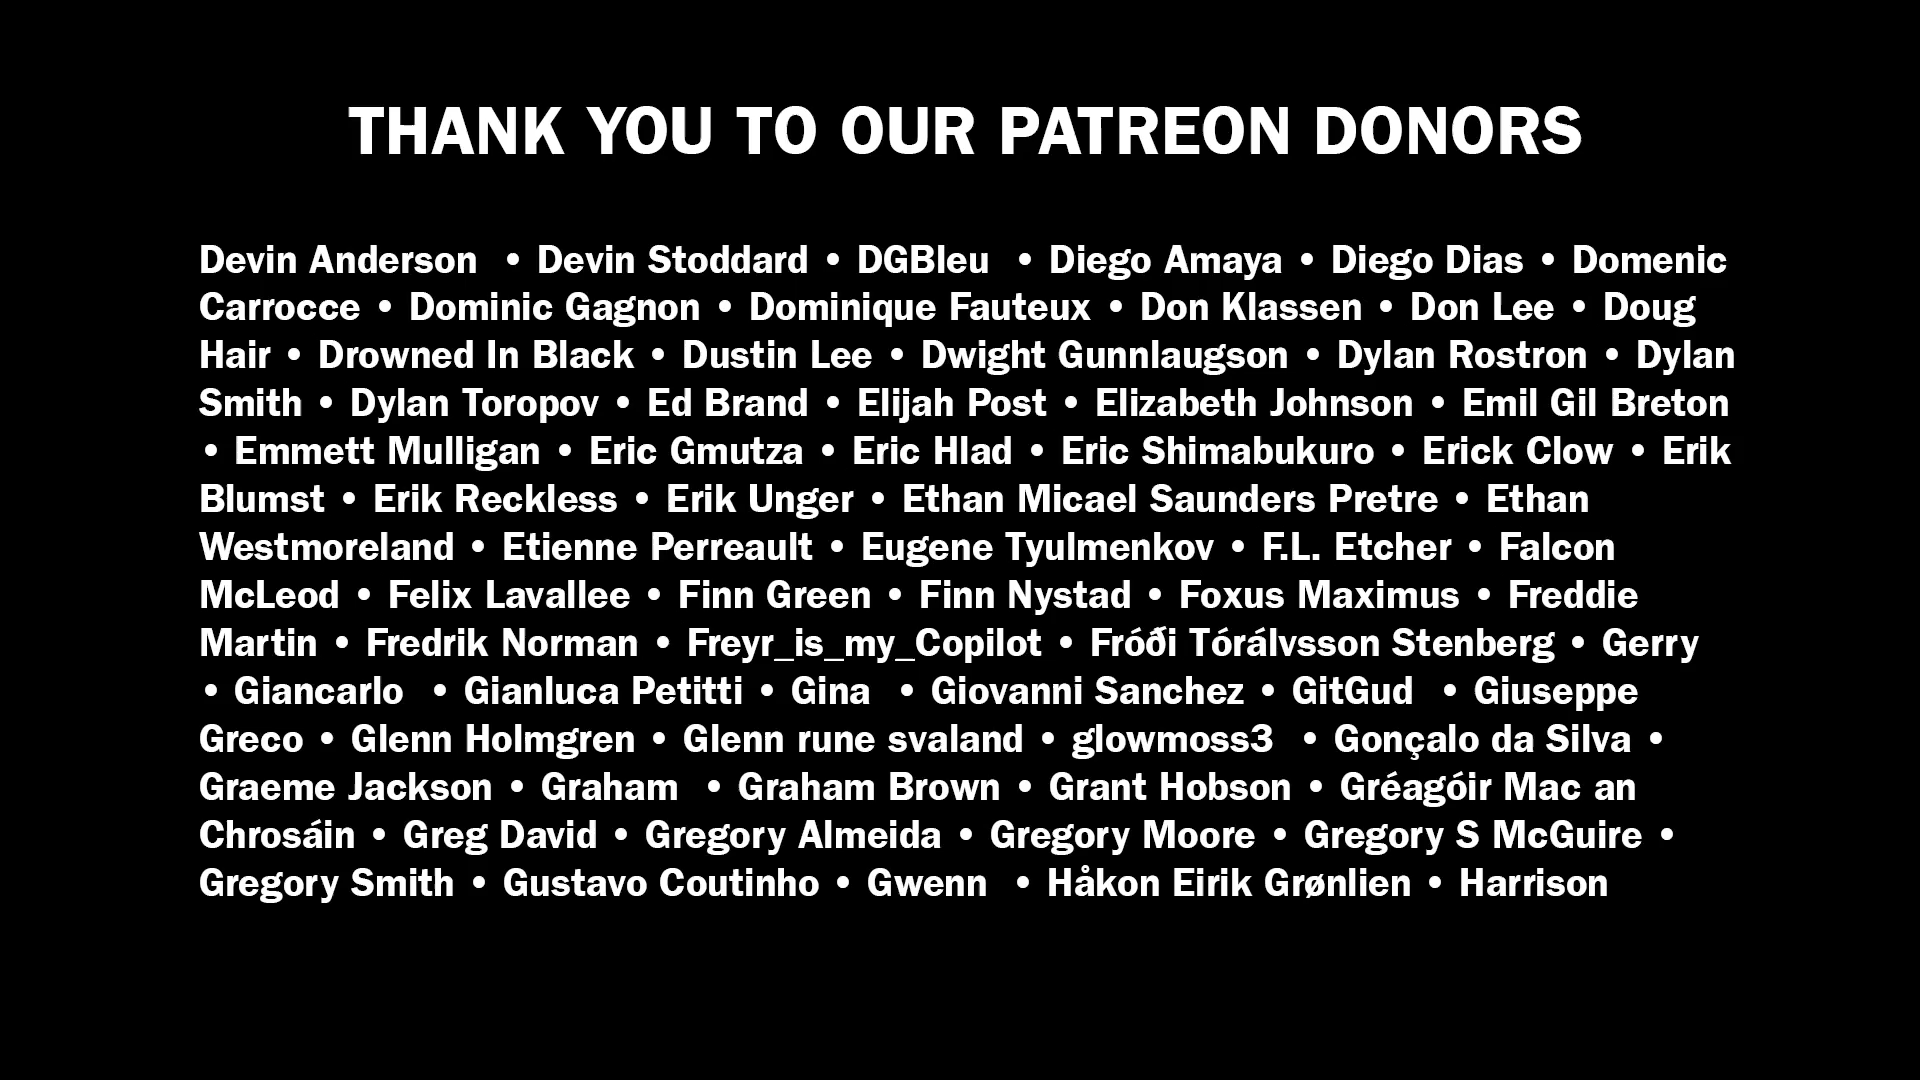 THANK YOU TO OUR PATREON DONORS
Devin Anderson • Devin Stoddard • DGBleu • Diego Amaya • Diego Dias • Domenic
Carrocce • Dominic Gagnon • Dominique Fauteux • Don Klassen • Don Lee • Doug
Hair • Drowned In Black • Dustin Lee • Dwight Gunnlaugson • Dylan Rostron • Dylan
Smith • Dylan Toropov • Ed Brand • Elijah Post • Elizabeth Johnson • Emil Gil Breton
• Emmett Mulligan • Eric Gmutza • Eric Hlad • Eric Shimabukuro • Erick Clow • Erik
Blumst • Erik Reckless • Erik Unger • Ethan Micael Saunders Pretre • Ethan
Westmoreland • Etienne Perreault • Eugene Tyulmenkov • F.L. Etcher • Falcon
McLeod • Felix Lavallee • Finn Green • Finn Nystad • Foxus Maximus • Freddie
Martin • Fredrik Norman • Freyr_is_my_Copilot • Fróði Tórálvsson Stenberg • Gerry
• Giancarlo • Gianluca Petitti • Gina • Giovanni Sanchez • GitGud • Giuseppe
Greco • Glenn Holmgren • Glenn rune svaland • glowmoss3 • Gonçalo da Silva •
Graeme Jackson • Graham • Graham Brown • Grant Hobson • Gréagóir Mac an
Chrosáin • Greg David • Gregory Almeida • Gregory Moore • Gregory S McGuire •
Gregory Smith • Gustavo Coutinho • Gwenn • Håkon Eirik Grønlien • Harrison